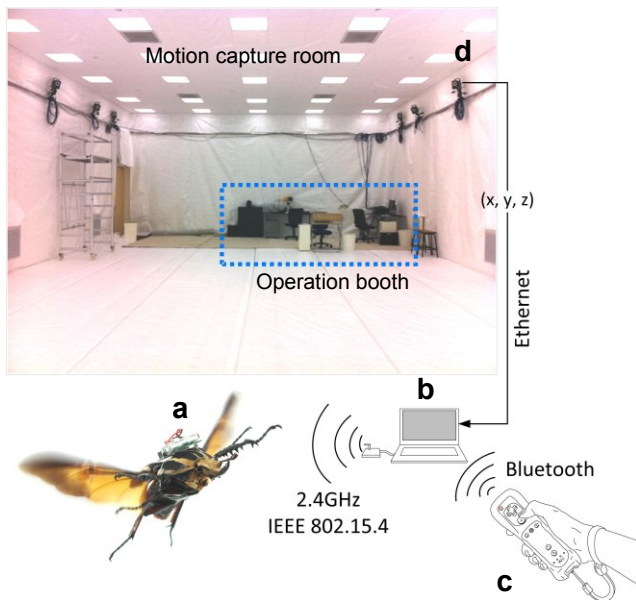 Motion capture room
d
(x, y, z)
Operation booth
Ethernet
a
b
2.4GHz
IEEE 802.15.4
Bluetooth
c